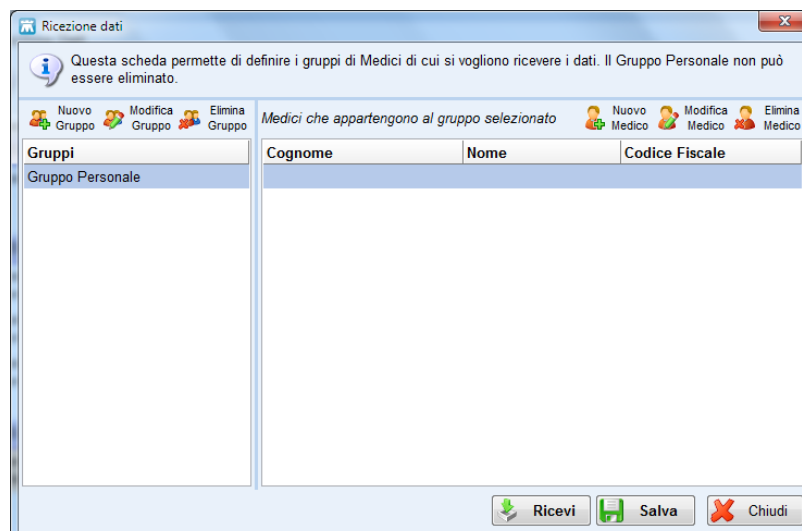 Ricezione dati
Questa scheda permette di definire i gruppi di Medici di cui si vogliono ricevere i dati. Il Gruppo Personale non può
essere eliminato.
Nuovo Gruppo
Modifica Gruppo
Elimina Gruppo
Medici che appartengono al gruppo selezionato
Nuovo Medico
Modifica Medico
Elimina Medico
Gruppi
Cognome
Nome
Codice Fiscale
Gruppo Personale
Ricevi
Salva
Chiudi